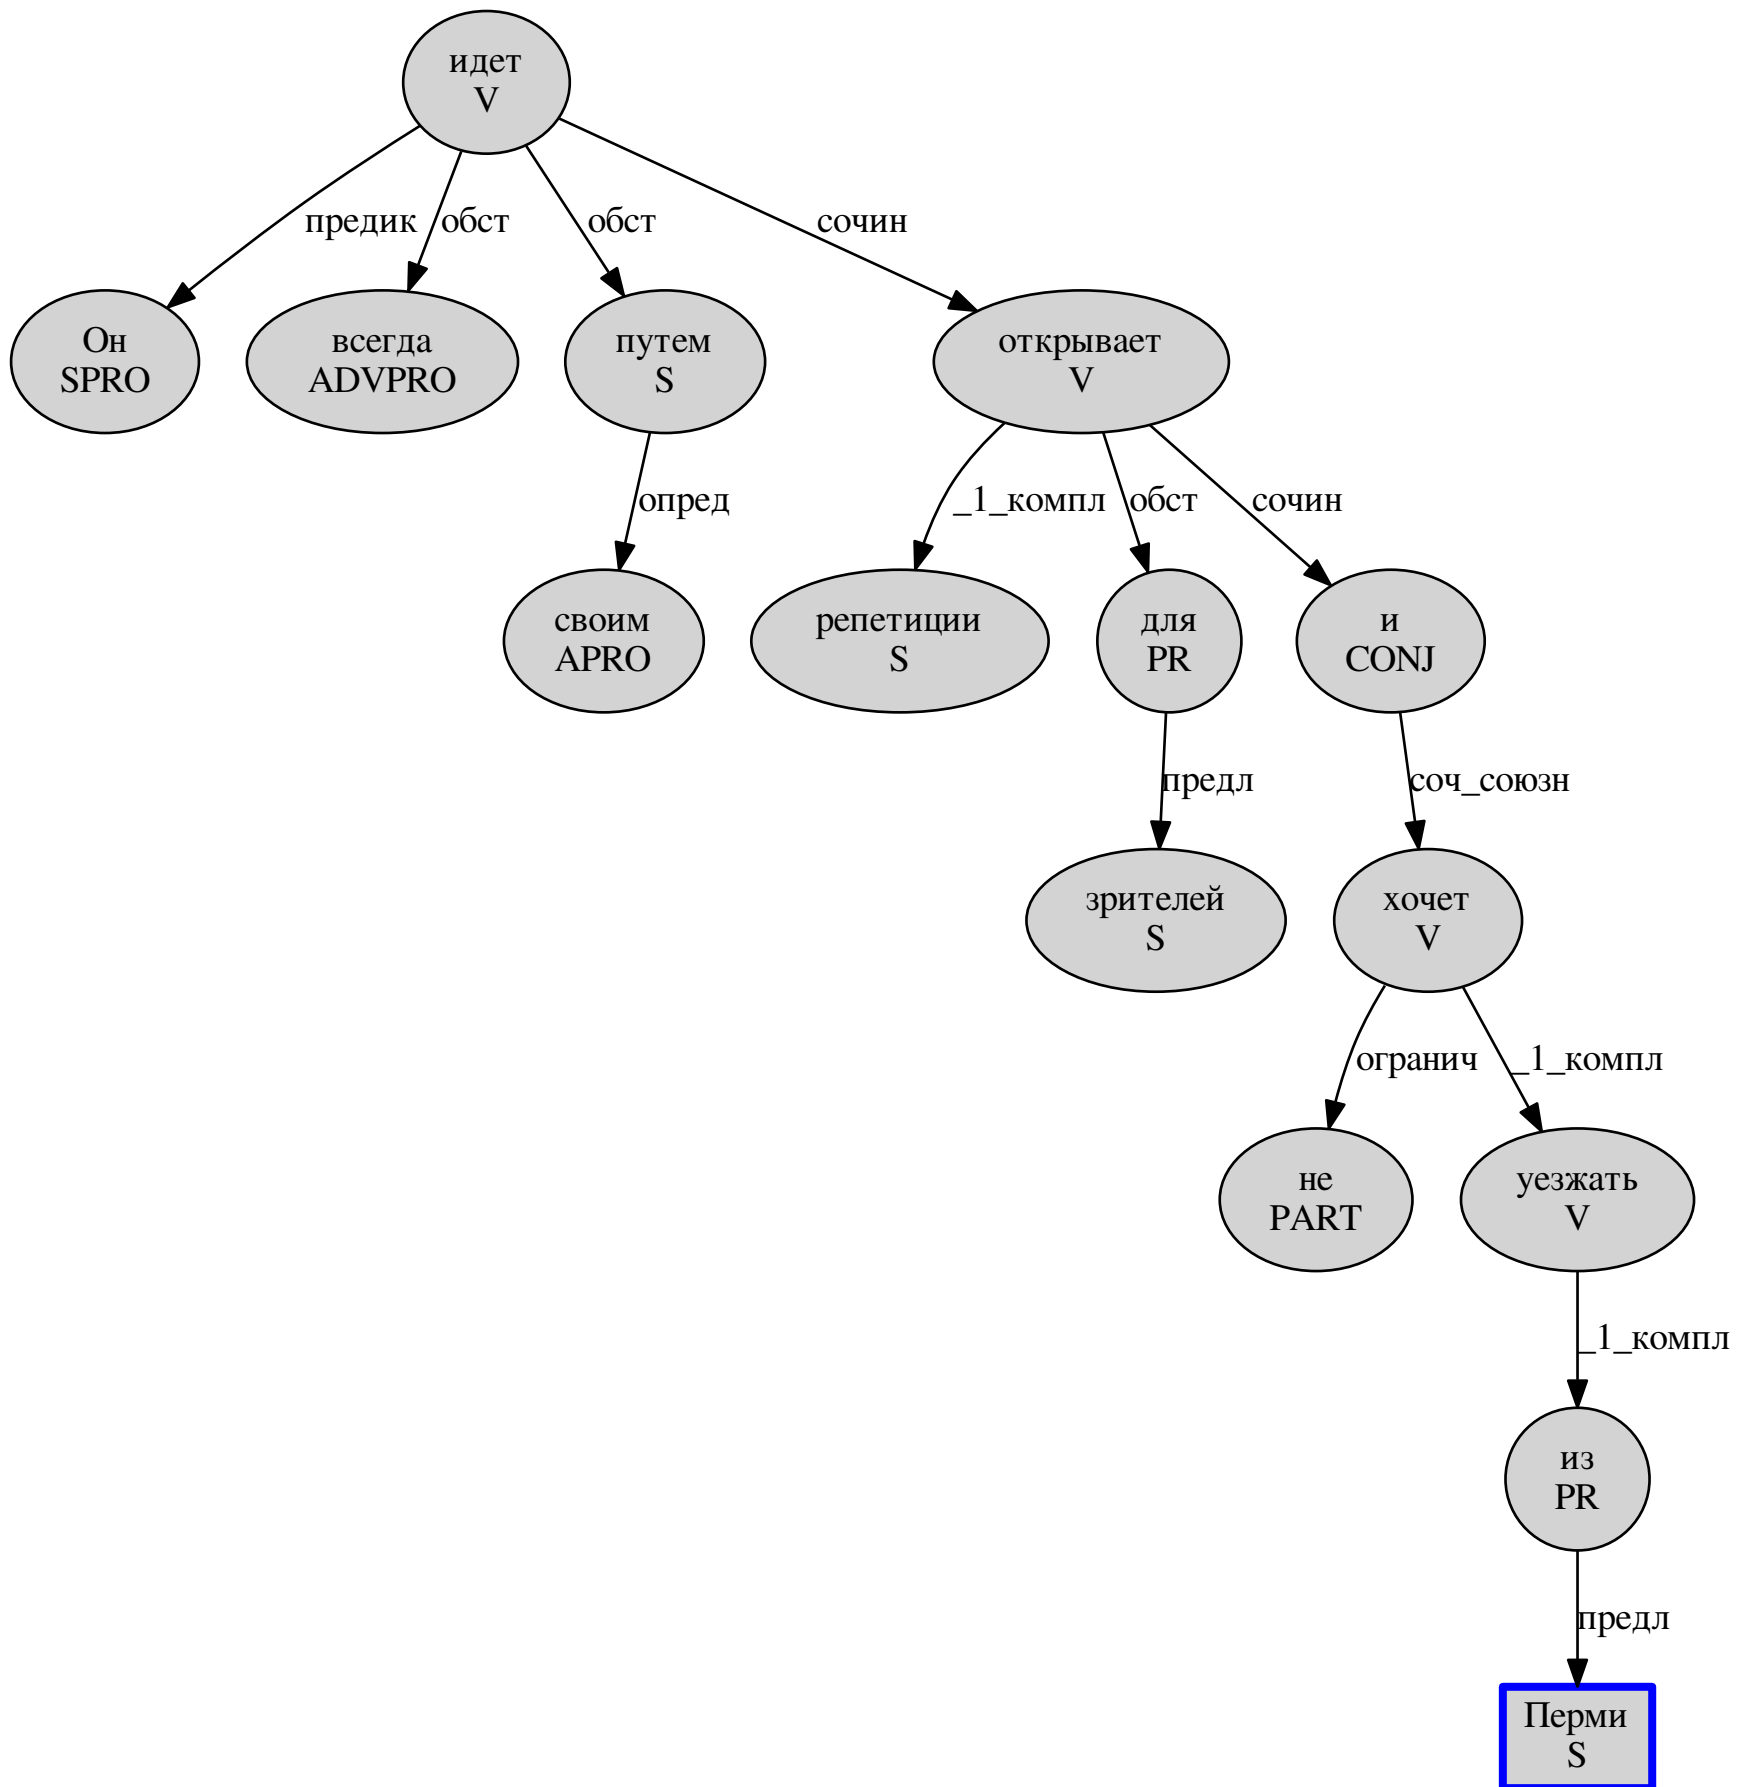 идет
V
предик
обст
обст
сочин
Он
SPRO
всегда
ADVPRO
путем
S
открывает
V
опред
_1_компл
обст
сочин
своим
APRO
репетиции
S
для
PR
и
CONJ
предл
соч_союзн
зрителей
S
хочет
V
огранич
_1_компл
не
PART
уезжать
V
_1_компл
из
PR
предл
Перми
S